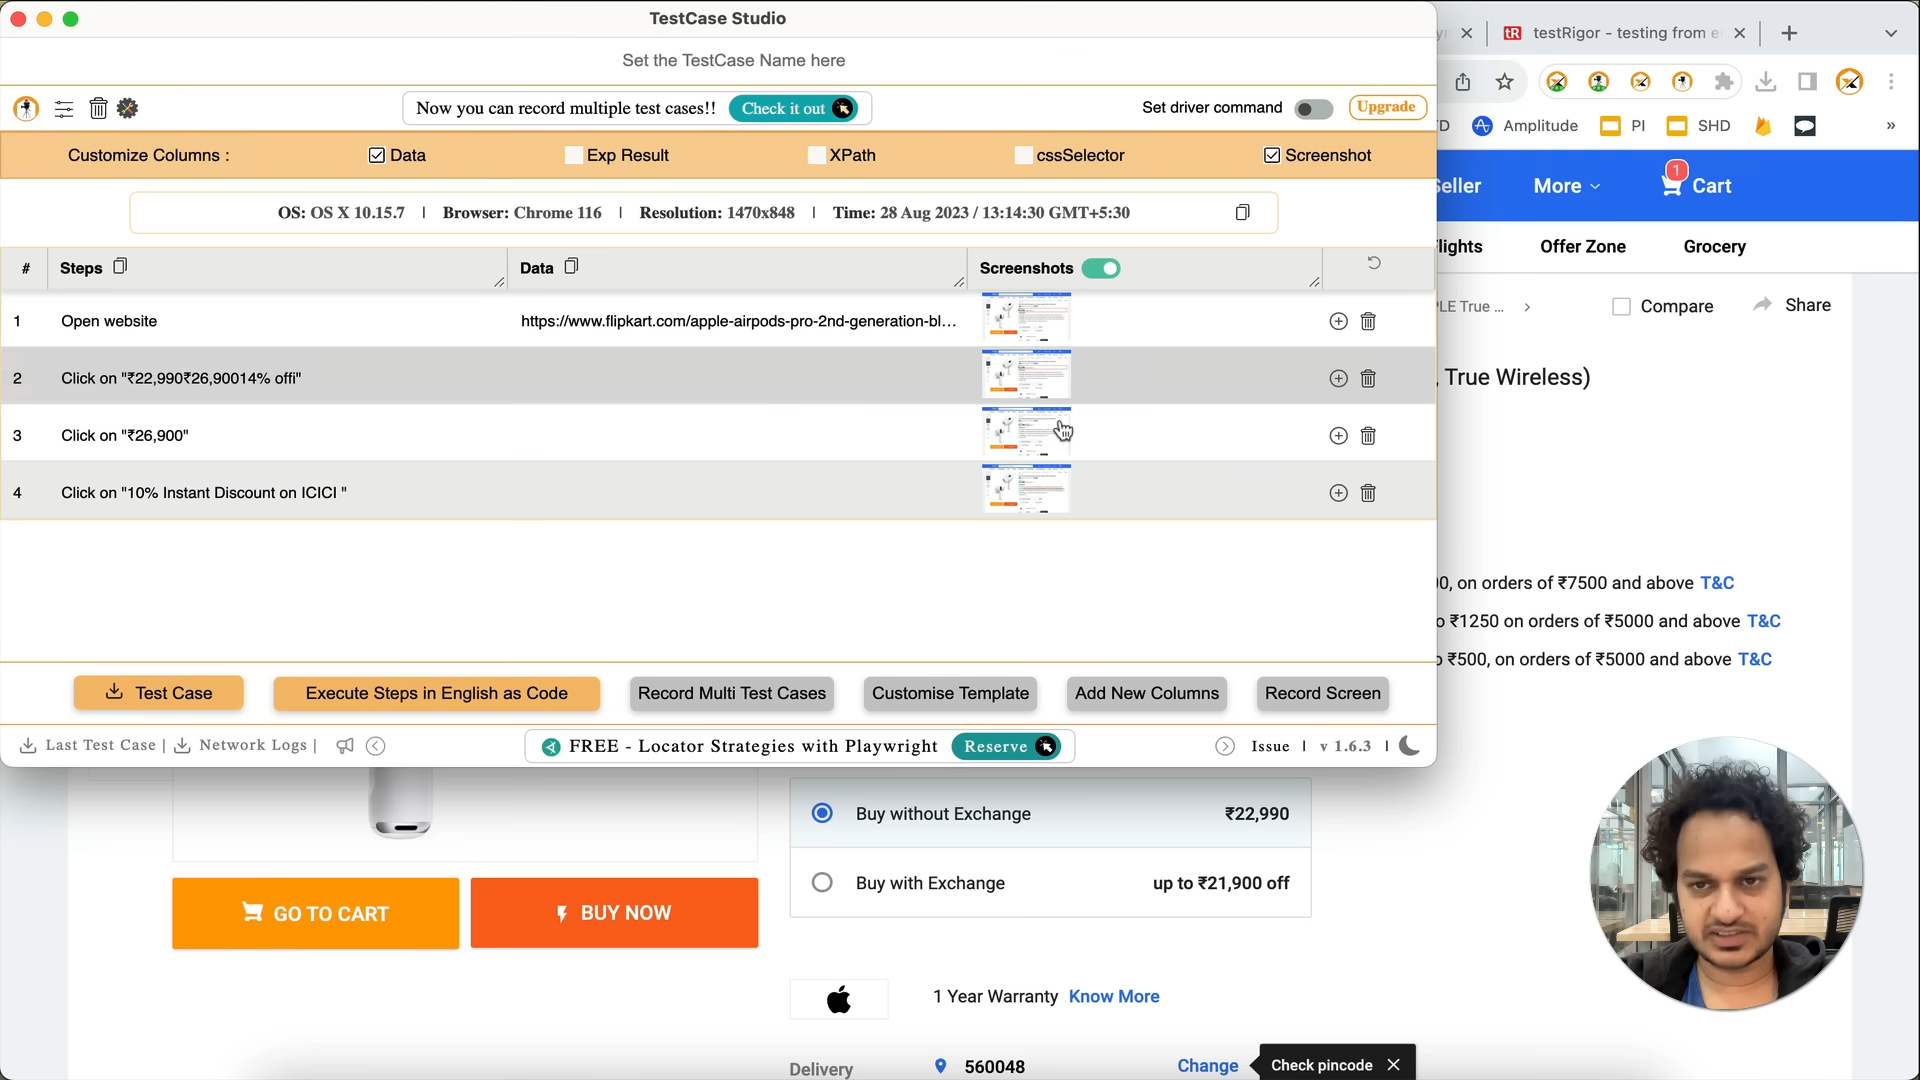 TestCase Studio
Set the TestCase Name here
Now you can record multiple test cases!! Check it out
Set driver command Upgrade
Customize Columns : Data Exp Result XPath cssSelector Screenshot
OS: OS X 10.15.7 | Browser: Chrome 116 | Resolution: 1470x848 | Time: 28 Aug 2023 / 13:14:30 GMT+5:30
# Steps Data Screenshots
1 Open website https://www.flipkart.com/apple-airpods-pro-2nd-generation-bl...
2 Click on "₹22,990₹26,90014% offi"
3 Click on "₹26,900"
4 Click on "10% Instant Discount on ICICI "
Test Case Execute Steps in English as Code Record Multi Test Cases Customise Template Add New Columns Record Screen
Last Test Case | Network Logs |
FREE - Locator Strategies with Playwright Reserve
Issue | v 1.6.3 |
tR testRigor - testing from e
Amplitude PI SHD »
Seller More Cart 1
Flights Offer Zone Grocery
PLE True ... Compare Share
, True Wireless)
00, on orders of ₹7500 and above T&C
o ₹1250 on orders of ₹5000 and above T&C
o ₹500, on orders of ₹5000 and above T&C
Buy without Exchange ₹22,990
Buy with Exchange up to ₹21,900 off
GO TO CART BUY NOW
1 Year Warranty Know More
Delivery 560048 Change Check pincode